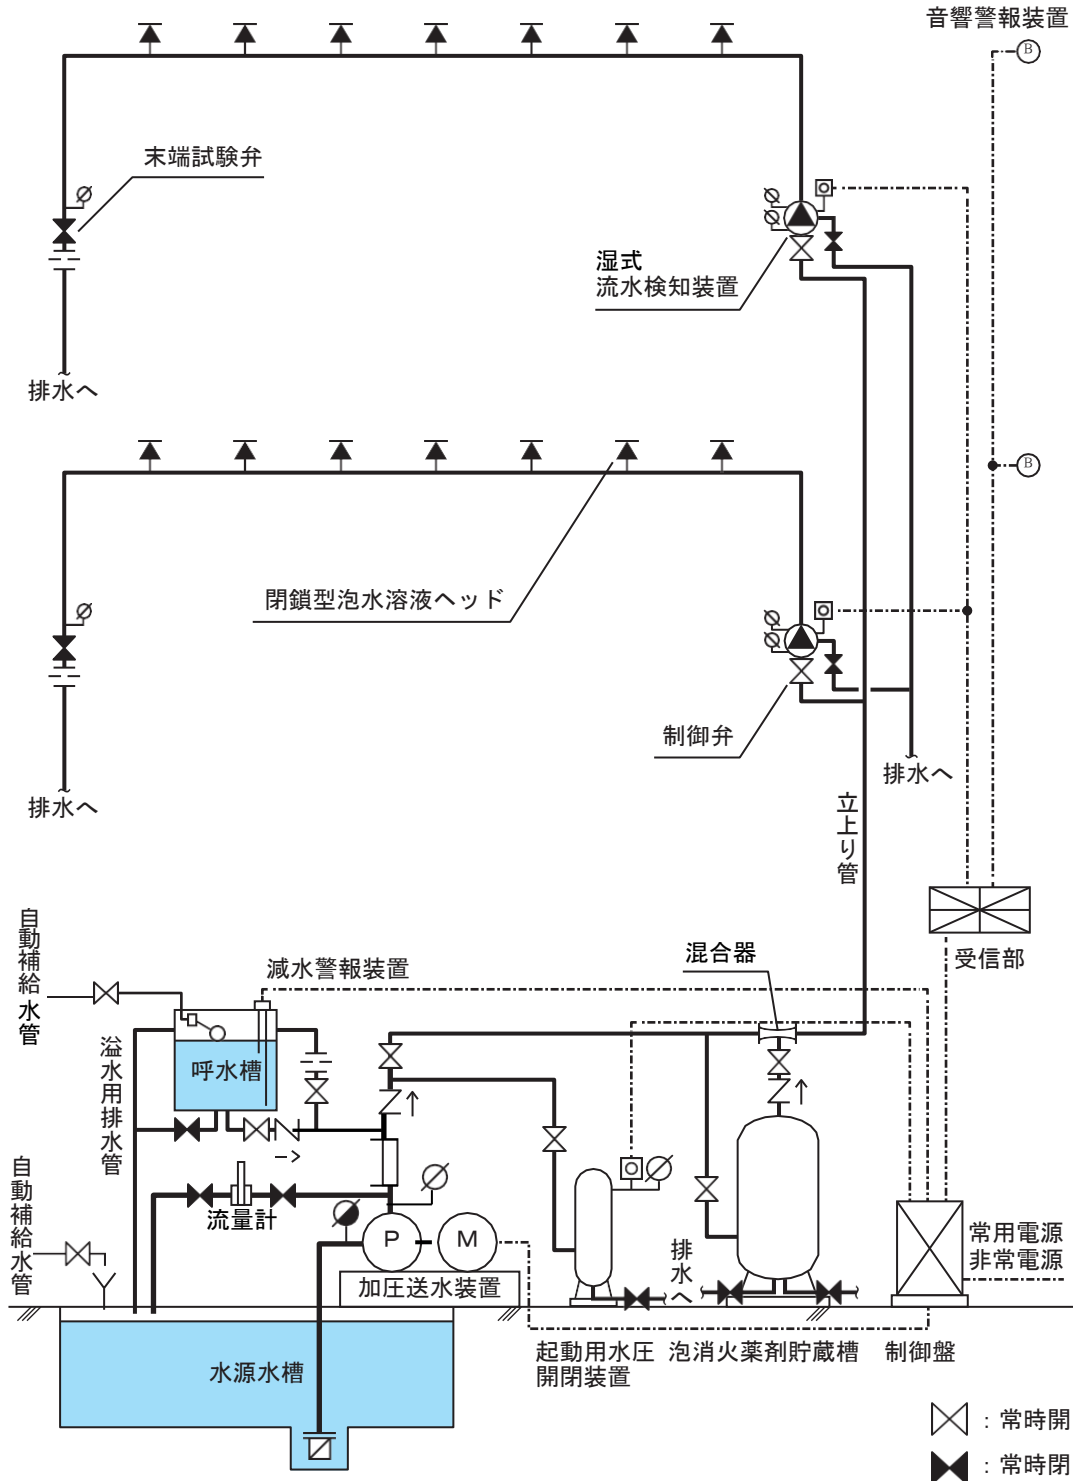 音響警報装置
B
末端試験弁
湿式
流水検知装置
排水へ
B
閉鎖型泡水溶液ヘッド
制御弁
排水へ
排水へ
立上り管
受信部
自動補給水管
減水警報装置
混合器
呼水槽
溢水用排水管
自動補給水管
流量計
P
M
加圧送水装置
排水へ
常用電源
非常電源
水源水槽
起動用水圧
開閉装置
泡消火薬剤貯蔵槽
制御盤
：常時開
：常時閉